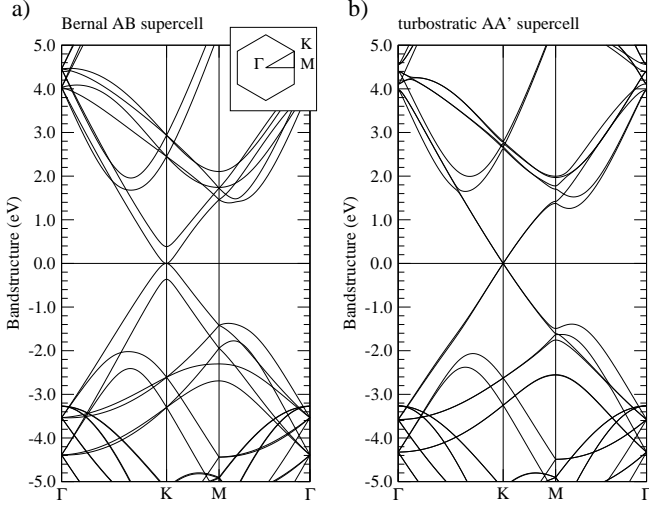 a)
Bernal AB supercell
Bandstructure (eV)
5.0
4.0
3.0
2.0
1.0
0.0
-1.0
-2.0
-3.0
-4.0
-5.0
Γ
K
M
Γ
K
Γ
M
b)
turbostratic AA' supercell
Bandstructure (eV)
5.0
4.0
3.0
2.0
1.0
0.0
-1.0
-2.0
-3.0
-4.0
-5.0
Γ
K
M
Γ